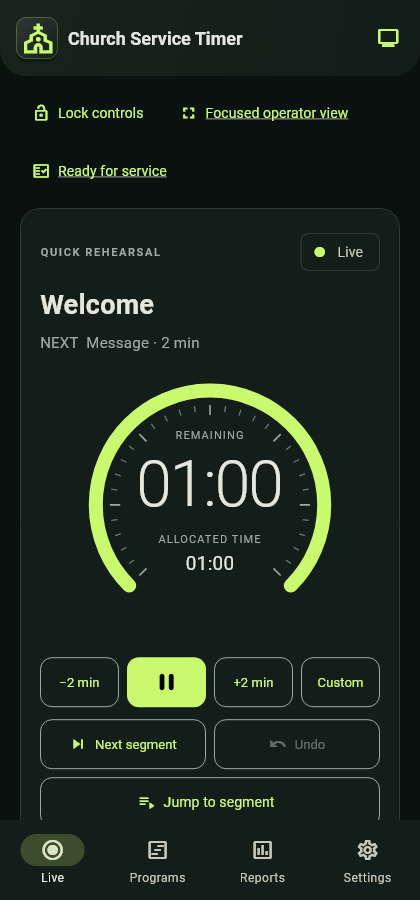 Church Service Timer
Lock controls
Focused operator view
Ready for service
QUICK REHEARSAL
Live
Welcome
NEXT Message · 2 min
REMAINING
01:00
ALLOCATED TIME
01:00
−2 min
+2 min
Custom
Next segment
Undo
Jump to segment
Live
Programs
Reports
Settings